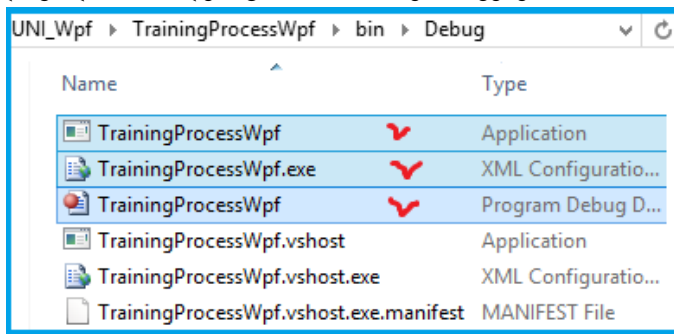 UNI_Wpf ▸ TrainingProcessWpf ▸ bin ▸ Debug
Name Type
TrainingProcessWpf Application
TrainingProcessWpf.exe XML Configuratio...
TrainingProcessWpf Program Debug D...
TrainingProcessWpf.vshost Application
TrainingProcessWpf.vshost.exe XML Configuratio...
TrainingProcessWpf.vshost.exe.manifest MANIFEST File